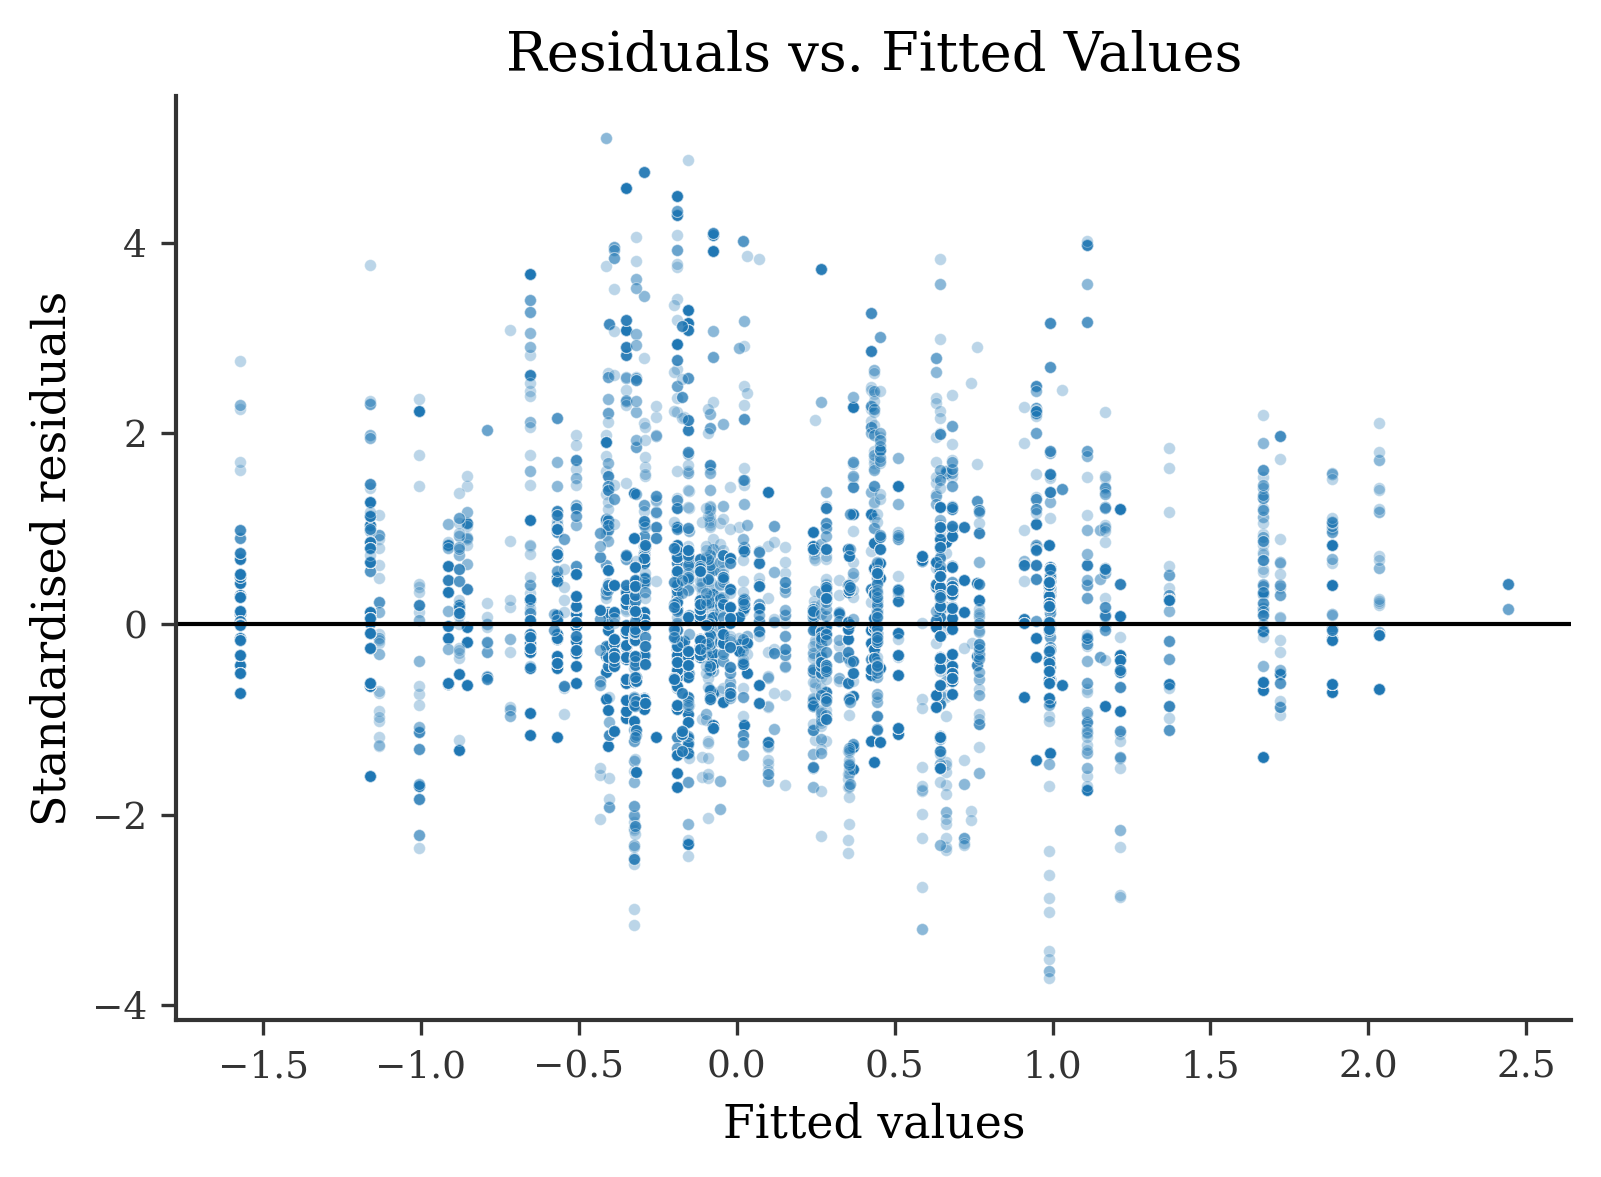 Residuals vs. Fitted Values
Standardised residuals
4
2
0
−2
−4
−1.5 −1.0 −0.5 0.0 0.5 1.0 1.5 2.0 2.5
Fitted values